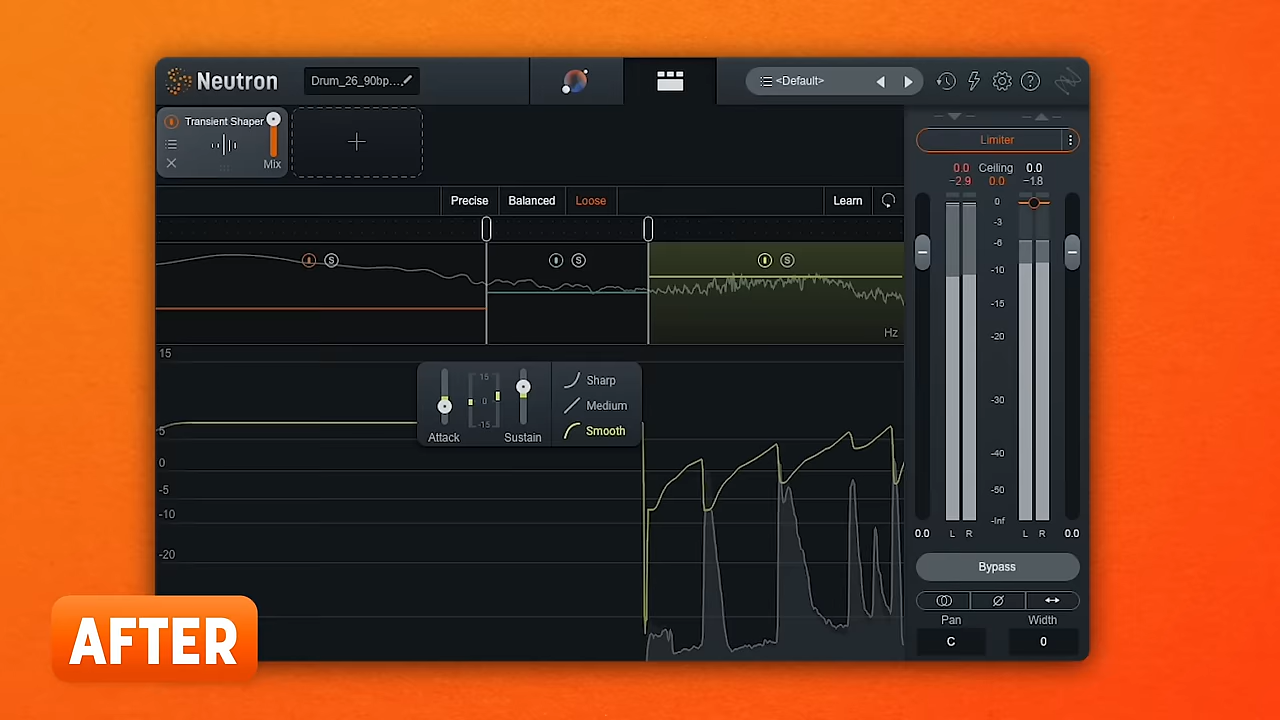 Neutron
Drum_26_90bp...
<Default>
Transient Shaper
Mix
Limiter
0.0 Ceiling 0.0
-2.9 0.0 -1.8
Precise Balanced Loose Learn
S S S
Hz
15
5
0
-5
-10
-20
15
0
-15
Attack Sustain
Sharp
Medium
Smooth
0
-3
-6
-10
-15
-20
-30
-40
-50
-Inf
0.0 L R L R 0.0
Bypass
Pan Width
C 0
AFTER